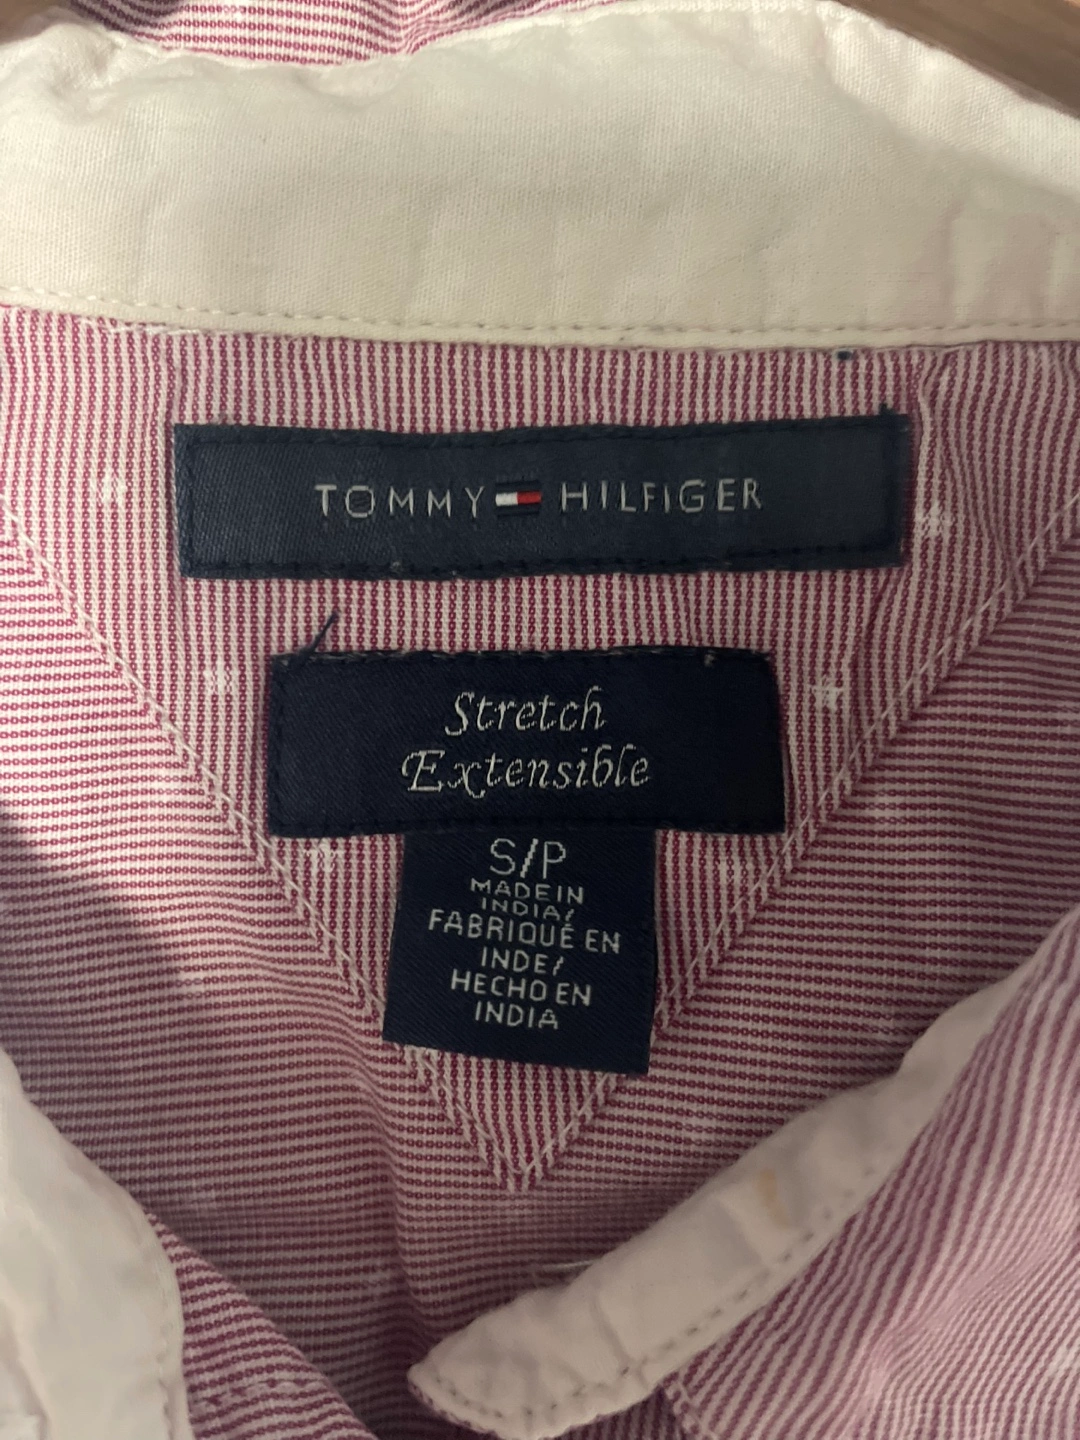 TOMMY HILFIGER
Stretch
Extensible
S/P
MADE IN
INDIA/
FABRIQUÉ EN
INDE/
HECHO EN
INDIA